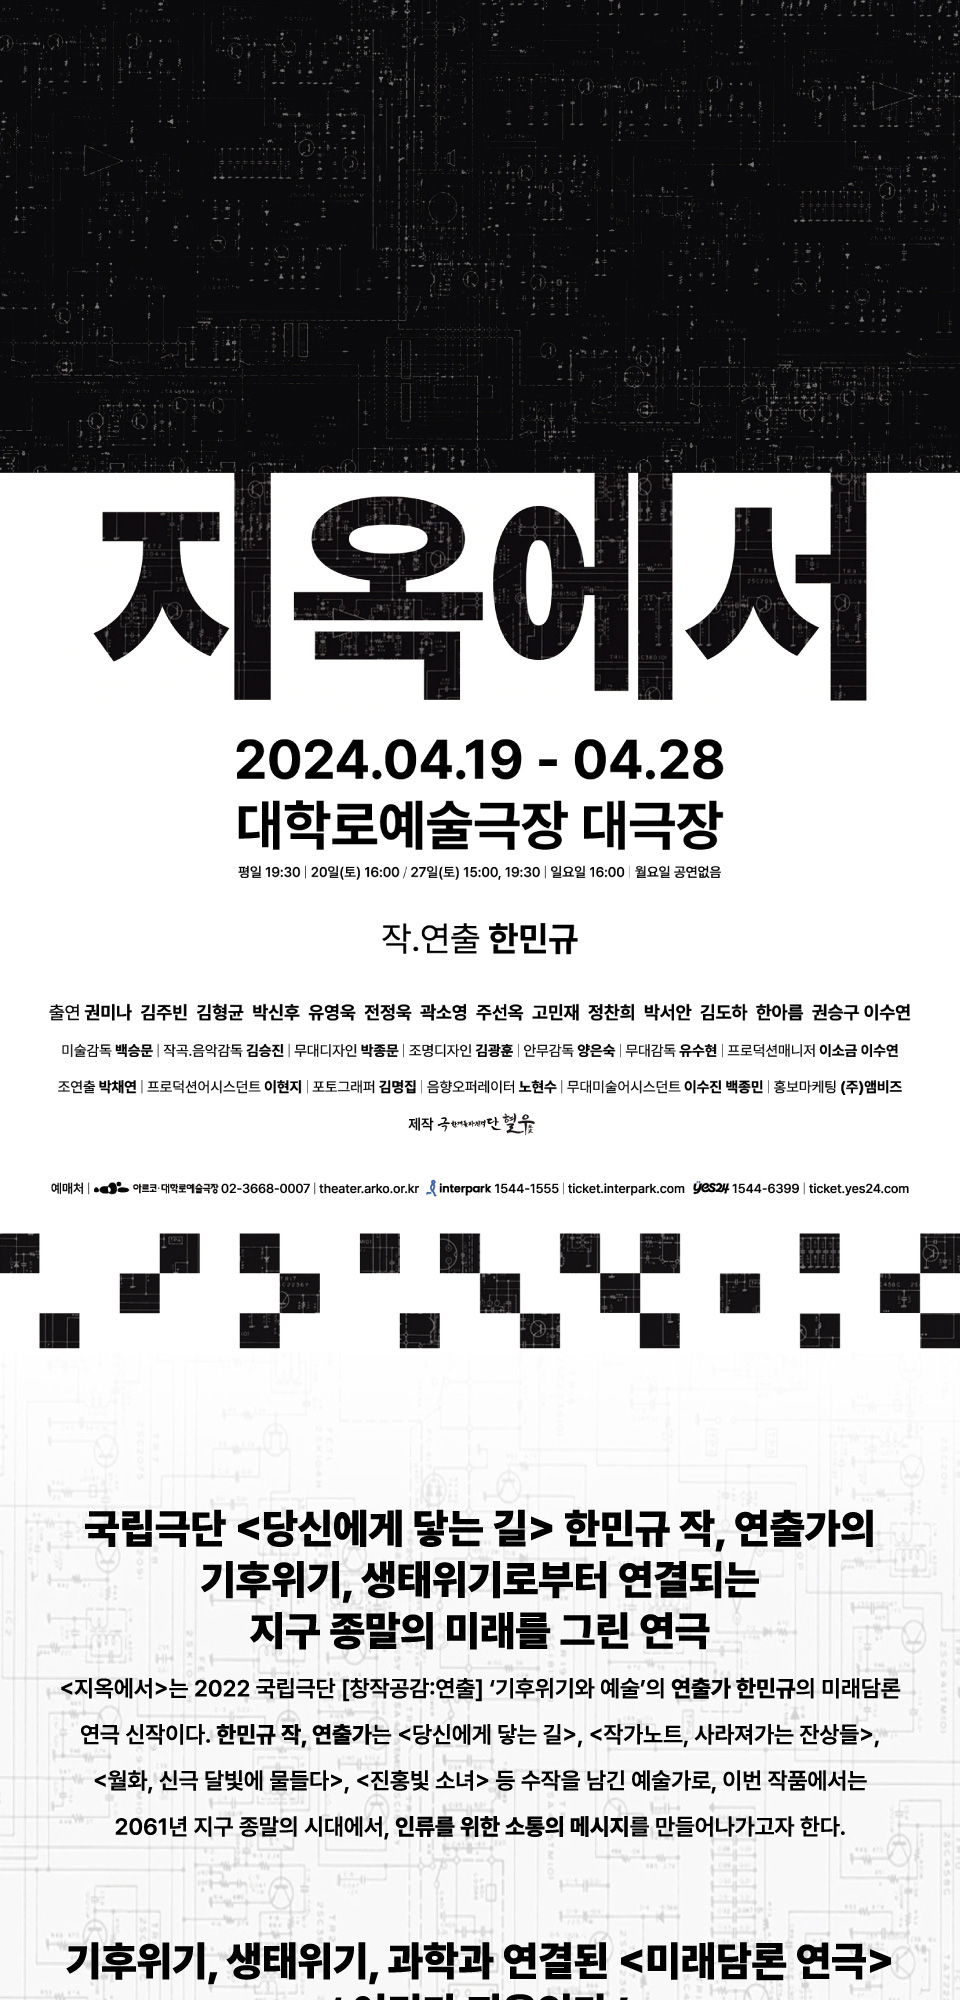 지옥에서
2024.04.19 - 04.28
대학로예술극장 대극장
평일 19:30 | 20일(토) 16:00 / 27일(토) 15:00, 19:30 | 일요일 16:00 | 월요일 공연없음
작.연출 한민규
출연 권미나 김주빈 김형균 박신후 유영욱 전정욱 곽소영 주선옥 고민재 정찬희 박서안 김도하 한아름 권승구 이수연
미술감독 백승문 | 작곡.음악감독 김승진 | 무대디자인 박종문 | 조명디자인 김광훈 | 안무감독 양은숙 | 무대감독 유수현 | 프로덕션매니저 이소금 이수연
조연출 박채연 | 프로덕션어시스던트 이현지 | 포토그래퍼 김명집 | 음향오퍼레이터 노현수 | 무대미술어시스던트 이수진 백종민 | 홍보마케팅 (주)앰비즈
제작 극단 혈우
예매처 | 아르코·대학로예술극장 02-3668-0007 | theater.arko.or.kr interpark 1544-1555 | ticket.interpark.com yes24 1544-6399 | ticket.yes24.com
국립극단 <당신에게 닿는 길> 한민규 작, 연출가의
기후위기, 생태위기로부터 연결되는
지구 종말의 미래를 그린 연극
<지옥에서>는 2022 국립극단 [창작공감:연출] ‘기후위기와 예술’의 연출가 한민규의 미래담론
연극 신작이다. 한민규 작, 연출가는 <당신에게 닿는 길>, <작가노트, 사라져가는 잔상들>,
<월화, 신극 달빛에 물들다>, <진홍빛 소녀> 등 수작을 남긴 예술가로, 이번 작품에서는
2061년 지구 종말의 시대에서, 인류를 위한 소통의 메시지를 만들어나가고자 한다.
기후위기, 생태위기, 과학과 연결된 <미래담론 연극>